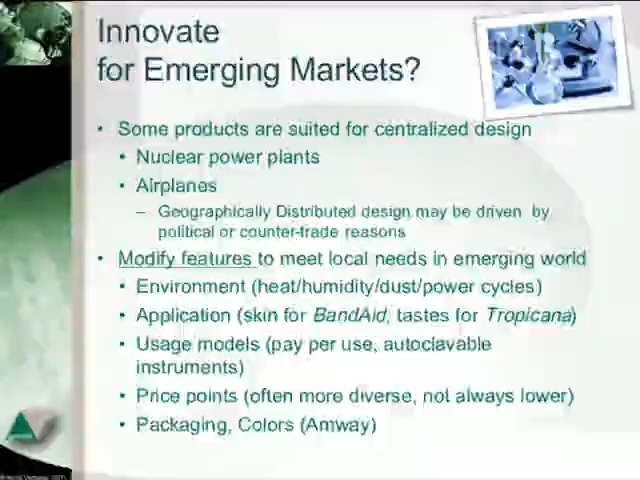 Innovate
for Emerging Markets?
• Some products are suited for centralized design
• Nuclear power plants
• Airplanes
– Geographically Distributed design may be driven by
political or counter-trade reasons
• Modify features to meet local needs in emerging world
• Environment (heat/humidity/dust/power cycles)
• Application (skin for BandAid, tastes for Tropicana)
• Usage models (pay per use, autoclavable
instruments)
• Price points (often more diverse, not always lower)
• Packaging, Colors (Amway)